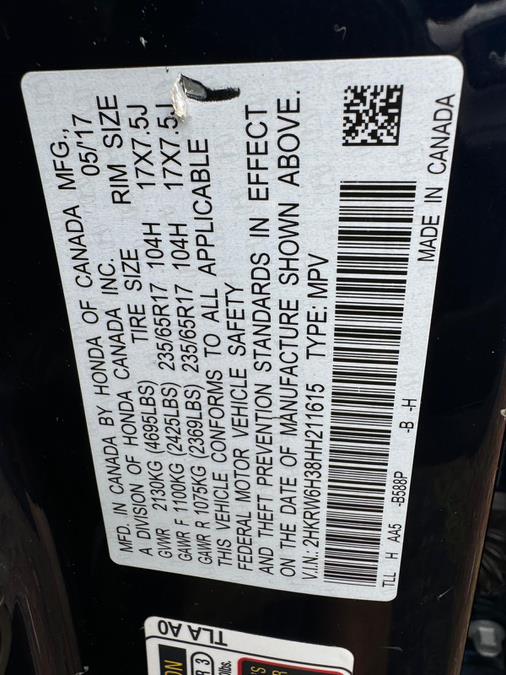 MFD. IN CANADA BY HONDA OF CANADA MFG.,
A DIVISION OF HONDA CANADA INC. 05/'17
TIRE SIZE RIM SIZE
GVWR 2130KG (4695LBS)
GAWR F 1100KG (2425LBS) 235/65R17 104H 17X7.5J
GAWR R 1075KG (2369LBS) 235/65R17 104H 17X7.5J
THIS VEHICLE CONFORMS TO ALL APPLICABLE
FEDERAL MOTOR VEHICLE SAFETY
AND THEFT PREVENTION STANDARDS IN EFFECT
ON THE DATE OF MANUFACTURE SHOWN ABOVE.
V.I.N: 2HKRW6H38HH211615 TYPE: MPV
TLL H AA5 -B588P -B -H
MADE IN CANADA
TLA A0